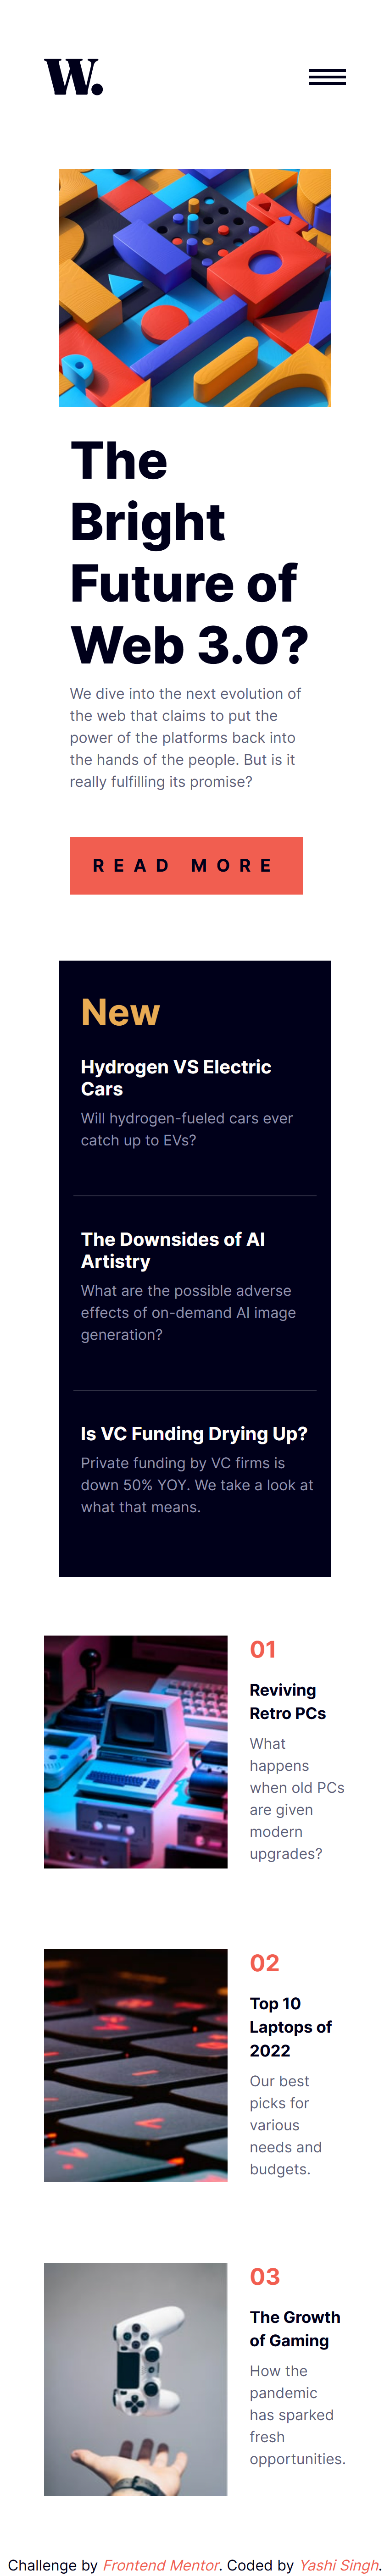 W.
The
Bright
Future of
Web 3.0?
We dive into the next evolution of
the web that claims to put the
power of the platforms back into
the hands of the people. But is it
really fulfilling its promise?
READ MORE
New
Hydrogen VS Electric
Cars
Will hydrogen-fueled cars ever
catch up to EVs?
The Downsides of AI
Artistry
What are the possible adverse
effects of on-demand AI image
generation?
Is VC Funding Drying Up?
Private funding by VC firms is
down 50% YOY. We take a look at
what that means.
01
Reviving
Retro PCs
What
happens
when old PCs
are given
modern
upgrades?
02
Top 10
Laptops of
2022
Our best
picks for
various
needs and
budgets.
03
The Growth
of Gaming
How the
pandemic
has sparked
fresh
opportunities.
Challenge by Frontend Mentor. Coded by Yashi Singh.